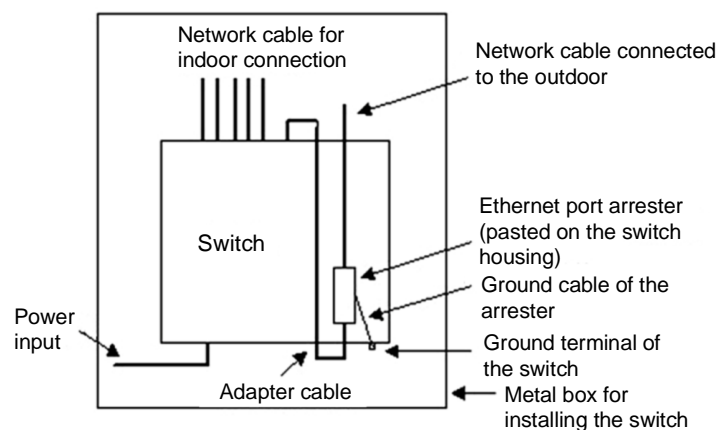 Network cable for
indoor connection
Network cable connected
to the outdoor
Switch
Ethernet port arrester
(pasted on the switch
housing)
Ground cable of the
arrester
Power
input
Ground terminal of
the switch
Adapter cable
Metal box for
installing the switch